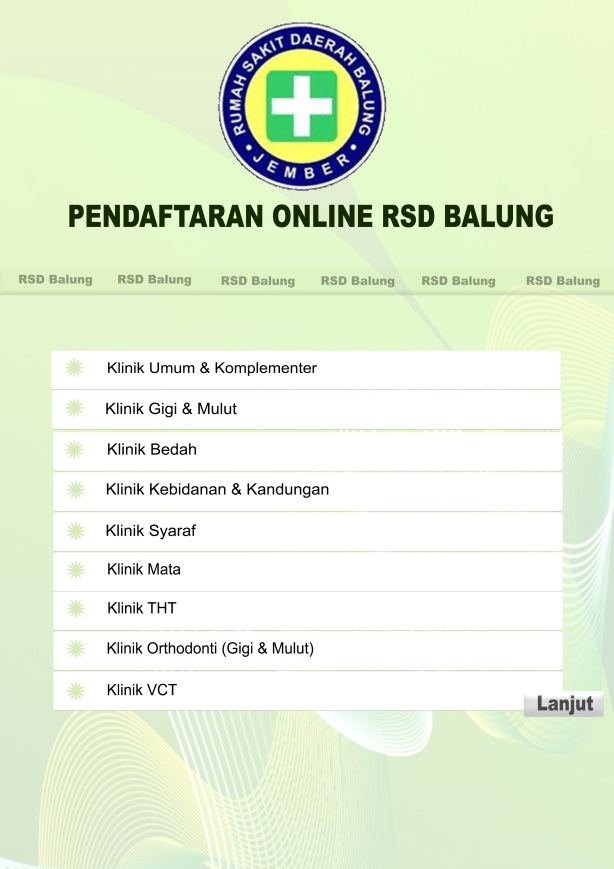 RUMAH SAKIT DAERAH BALUNG
• JEMBER •
PENDAFTARAN ONLINE RSD BALUNG
RSD Balung RSD Balung RSD Balung RSD Balung RSD Balung RSD Balung
Klinik Umum & Komplementer
Klinik Gigi & Mulut
Klinik Bedah
Klinik Kebidanan & Kandungan
Klinik Syaraf
Klinik Mata
Klinik THT
Klinik Orthodonti (Gigi & Mulut)
Klinik VCT
Lanjut